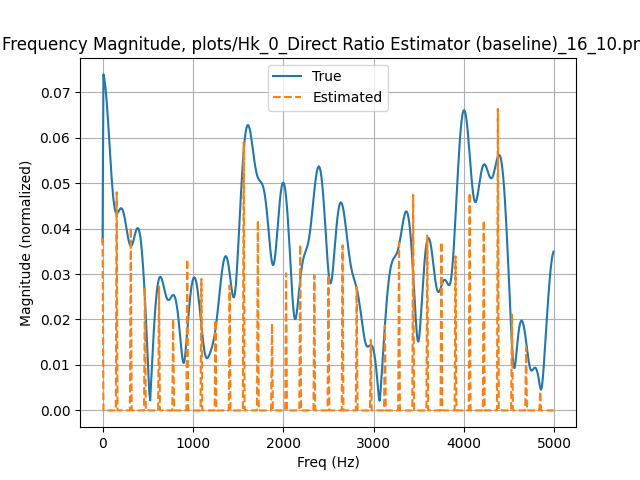 Frequency Magnitude, plots/Hk_0_Direct Ratio Estimator (baseline)_16_10.pr
True
Estimated
Magnitude (normalized)
0.07
0.06
0.05
0.04
0.03
0.02
0.01
0.00
0 1000 2000 3000 4000 5000
Freq (Hz)